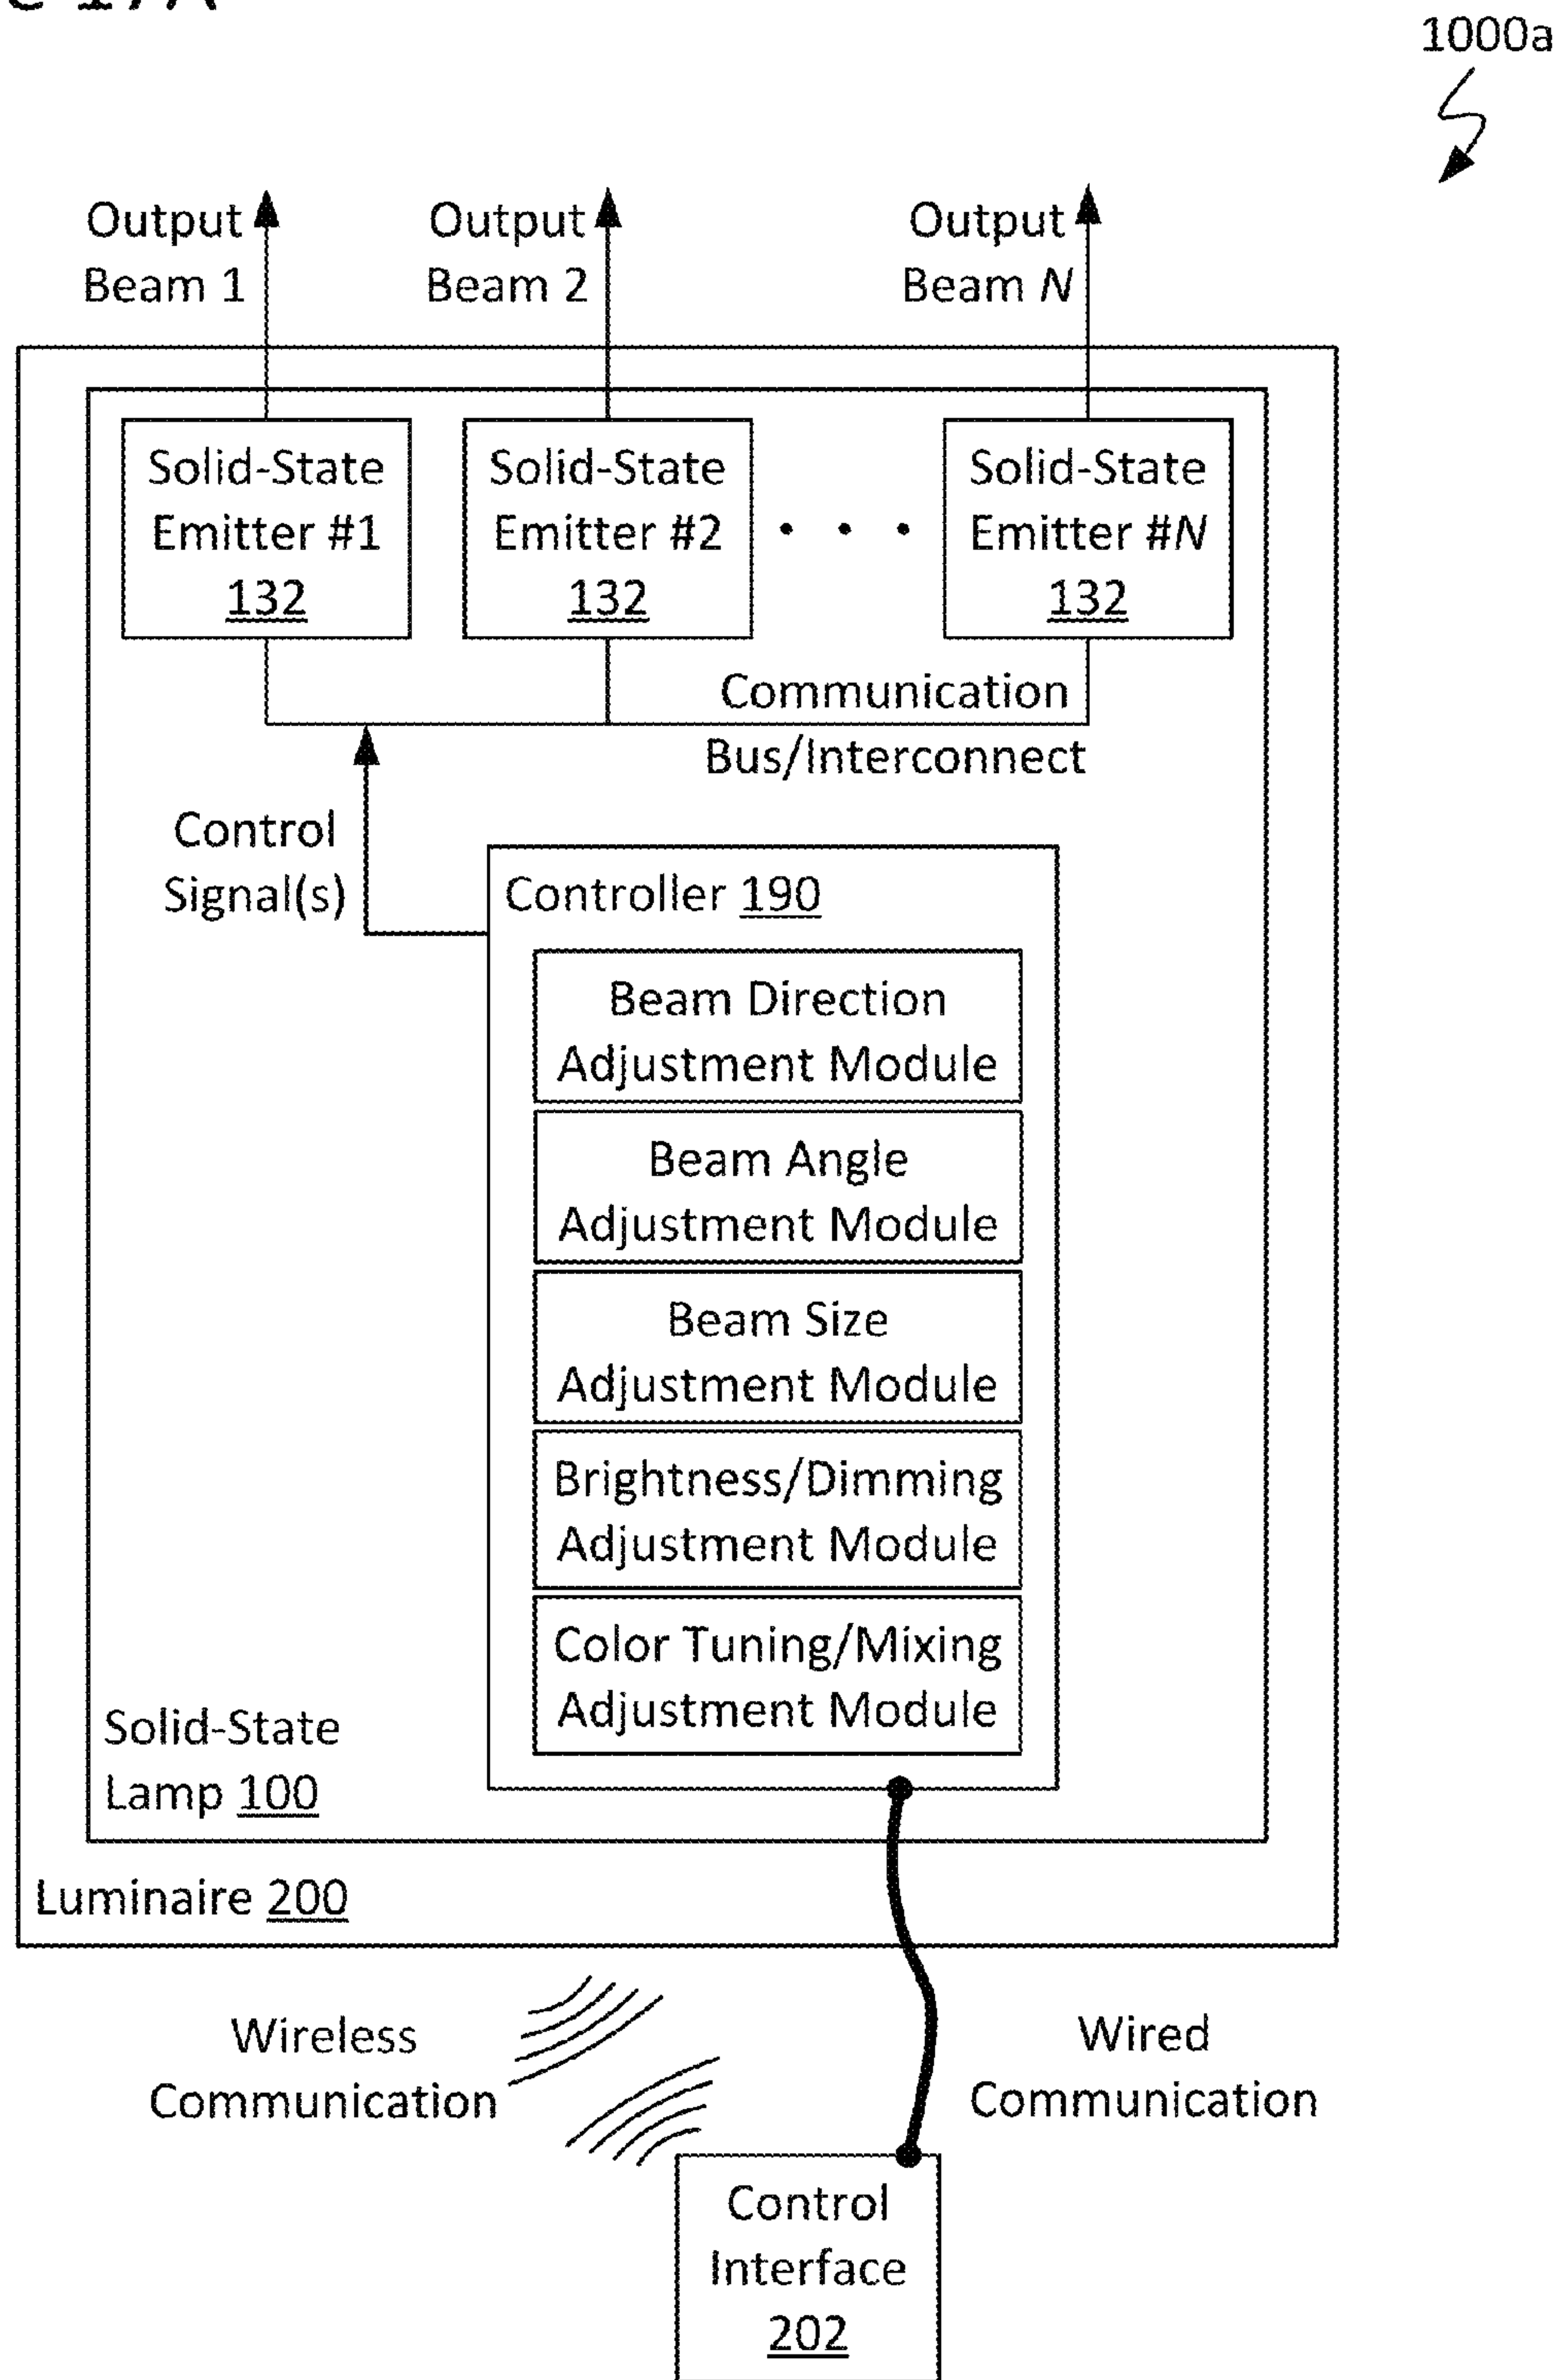 17A
1000a
Output
Beam 1
Output
Beam 2
Output
Beam N
Solid-State
Emitter #1
132
Solid-State
Emitter #2
132
. . .
Solid-State
Emitter #N
132
Communication
Bus/Interconnect
Control
Signal(s)
Controller 190
Beam Direction
Adjustment Module
Beam Angle
Adjustment Module
Beam Size
Adjustment Module
Brightness/Dimming
Adjustment Module
Color Tuning/Mixing
Adjustment Module
Solid-State
Lamp 100
Luminaire 200
Wireless
Communication
Wired
Communication
Control
Interface
202